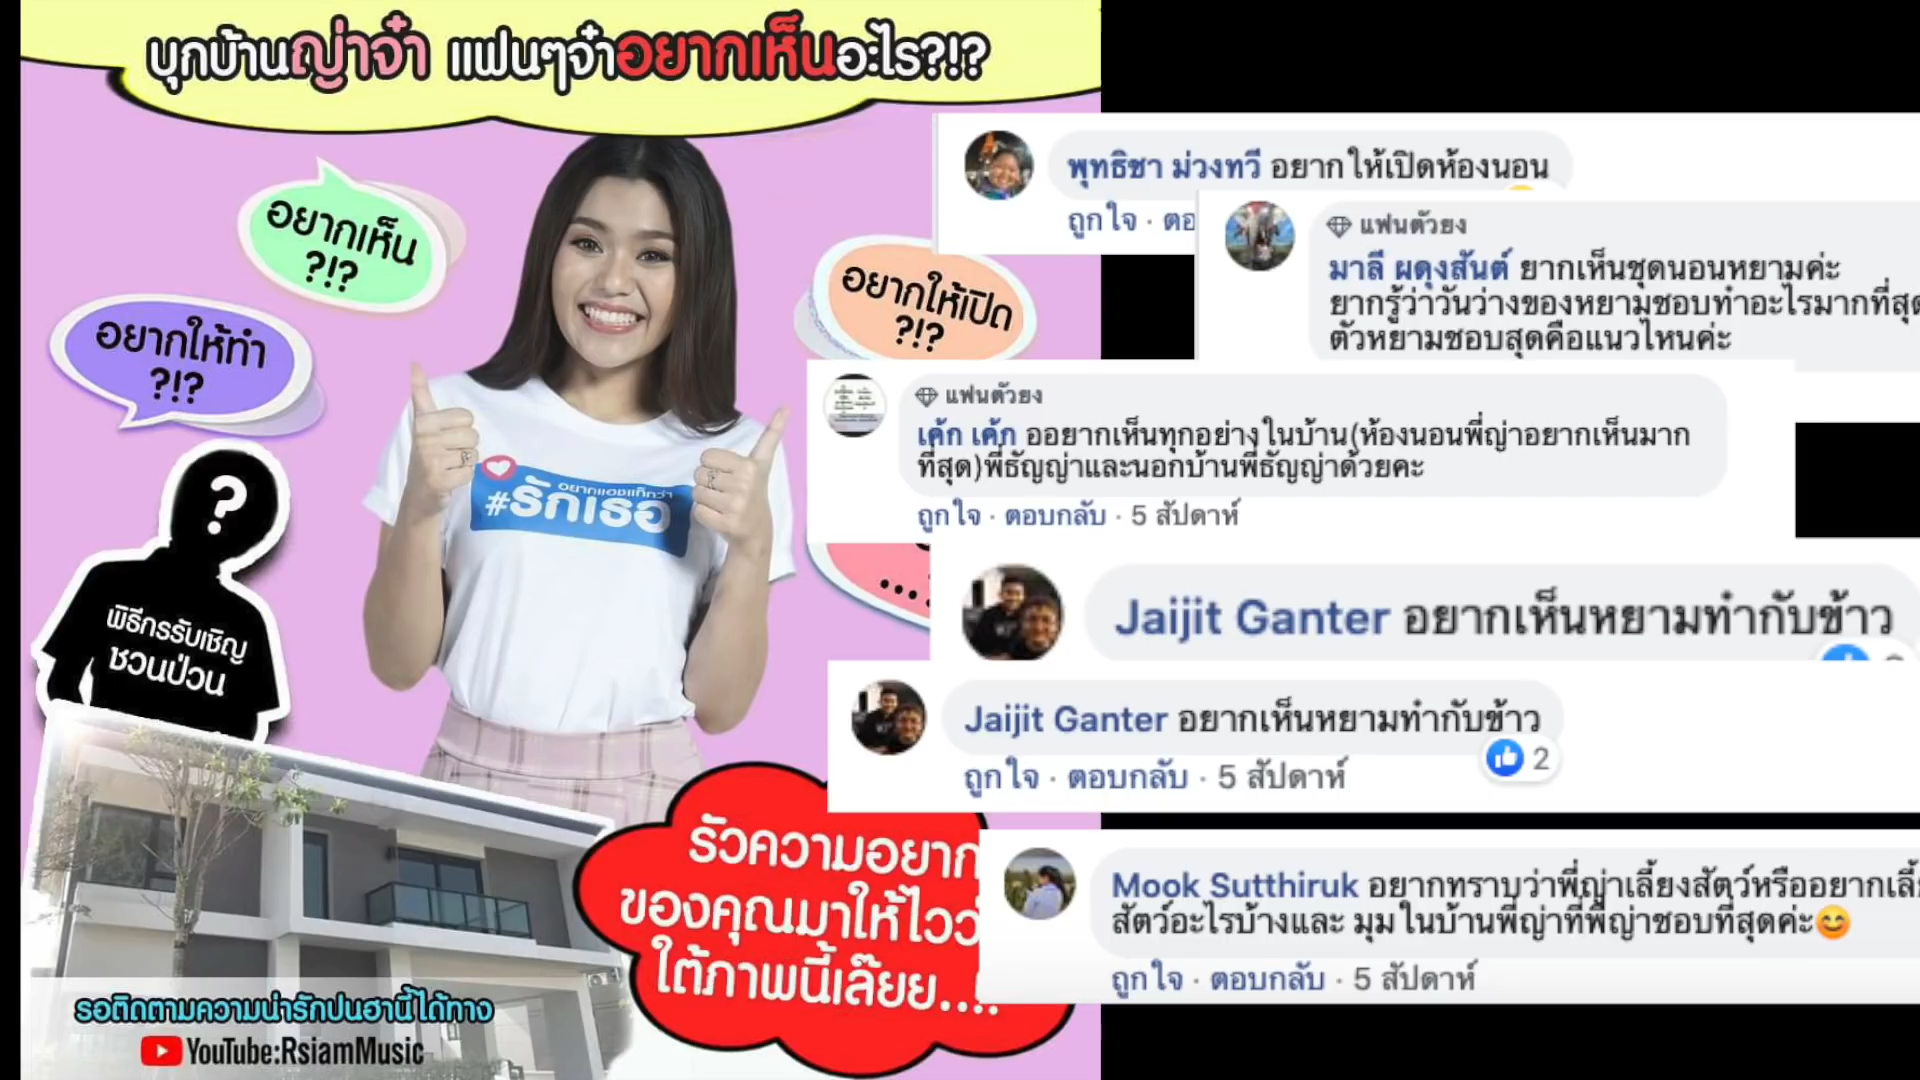 บุกบ้านญ่าจ๋า แฟนๆจ๋าอยากเห็นอะไร?!?
อยากเห็น
?!?
อยากให้ทำ
?!?
อยากให้เปิด
?!?
#รักเธอ
พิธีกรรับเชิญ
ชวนป่วน
รัวความอยาก
ของคุณมาให้ไวว
ใต้ภาพนี้เล๊ยย..!!
รอติดตามความน่ารักปนฮานี้ได้ทาง
YouTube:RsiamMusic
พุทธิชา ม่วงทวี อยากให้เปิดห้องนอน
ถูกใจ · ตอ
แฟนตัวยง
มาลี ผดุงสันต์ ยากเห็นชุดนอนหยามค่ะ
ยากรู้ว่าวันว่างของหยามชอบทำอะไรมากที่สุด
ตัวหยามชอบสุดคือแนวไหนค่ะ
แฟนตัวยง
เค้ก เค้ก ออยากเห็นทุกอย่างในบ้าน(ห้องนอนพี่ญ่าอยากเห็นมาก
ที่สุด)พี่ธัญญ่าและนอกบ้านพี่ธัญญ่าด้วยคะ
ถูกใจ · ตอบกลับ · 5 สัปดาห์
Jaijit Ganter อยากเห็นหยามทำกับข้าว
Jaijit Ganter อยากเห็นหยามทำกับข้าว
2
ถูกใจ · ตอบกลับ · 5 สัปดาห์
Mook Sutthiruk อยากทราบว่าพี่ญ่าเลี้ยงสัตว์หรืออยากเลี้ย
สัตว์อะไรบ้างและ มุมในบ้านพี่ญ่าที่พี่ญ่าชอบที่สุดค่ะ😊
ถูกใจ · ตอบกลับ · 5 สัปดาห์